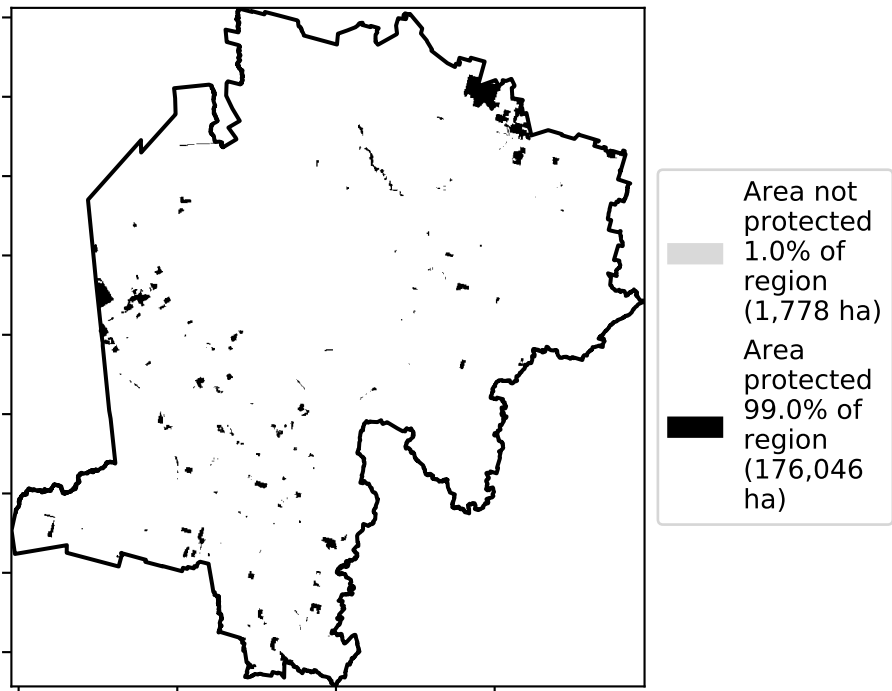 Area not
protected
1.0% of
region
(1,778 ha)
Area
protected
99.0% of
region
(176,046
ha)